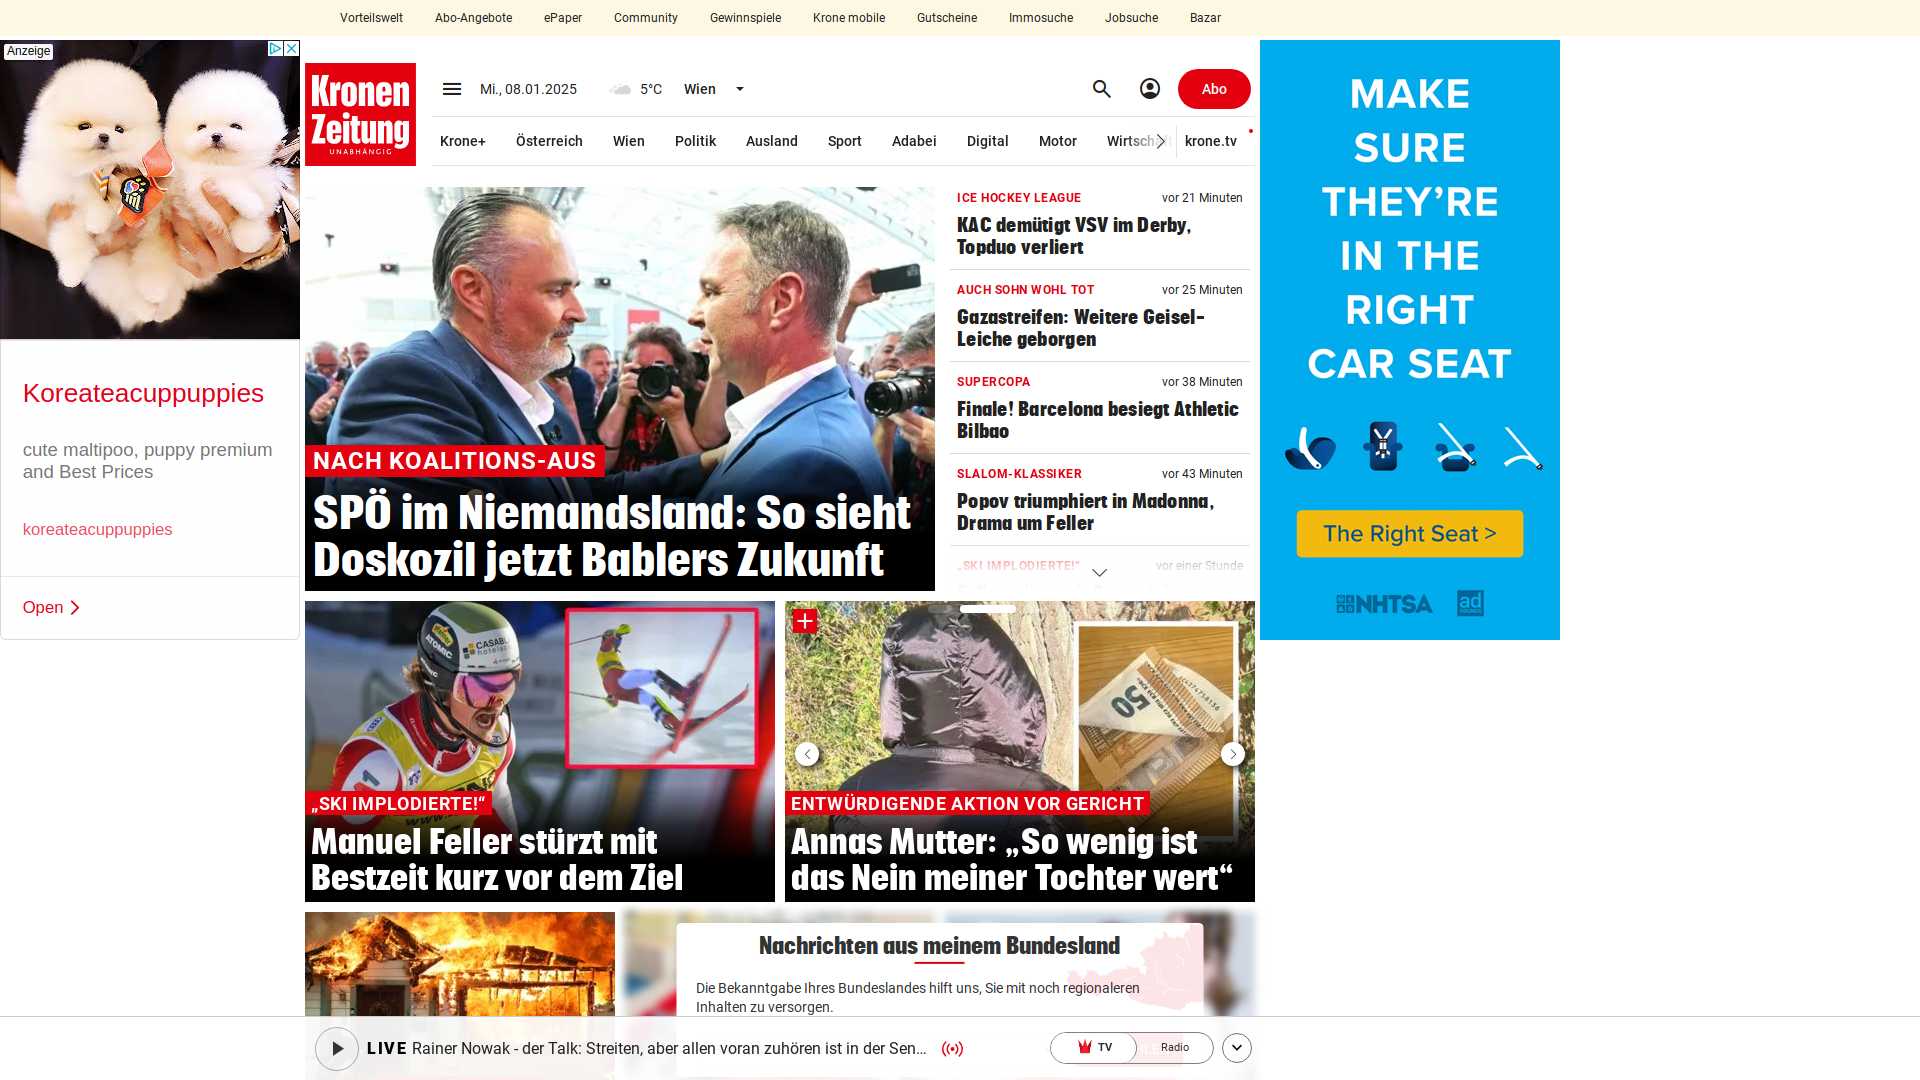 Vorteilswelt
Abo-Angebote
ePaper
Community
Gewinnspiele
Krone mobile
Gutscheine
Immosuche
Jobsuche
Bazar
Anzeige
Koreateacuppuppies
cute maltipoo, puppy premium
and Best Prices
koreateacuppuppies
Open
Kronen
Zeitung
UNABHÄNGIG
Mi., 08.01.2025
5°C
Wien
Abo
Krone+
Österreich
Wien
Politik
Ausland
Sport
Adabei
Digital
Motor
Wirtschaft
krone.tv
NACH KOALITIONS-AUS
SPÖ im Niemandsland: So sieht
Doskozil jetzt Bablers Zukunft
ICE HOCKEY LEAGUE
vor 21 Minuten
KAC demütigt VSV im Derby,
Topduo verliert
AUCH SOHN WOHL TOT
vor 25 Minuten
Gazastreifen: Weitere Geisel-
Leiche geborgen
SUPERCOPA
vor 38 Minuten
Finale! Barcelona besiegt Athletic
Bilbao
SLALOM-KLASSIKER
vor 43 Minuten
Popov triumphiert in Madonna,
Drama um Feller
„SKI IMPLODIERTE!“
vor einer Stunde
MAKE
SURE
THEY’RE
IN THE
RIGHT
CAR SEAT
The Right Seat >
NHTSA
ad
ATOMIC
CASABL
hotelso
1
„SKI IMPLODIERTE!“
Manuel Feller stürzt mit
Bestzeit kurz vor dem Ziel
50
ENTWÜRDIGENDE AKTION VOR GERICHT
Annas Mutter: „So wenig ist
das Nein meiner Tochter wert“
Nachrichten aus meinem Bundesland
Die Bekanntgabe Ihres Bundeslandes hilft uns, Sie mit noch regionaleren
Inhalten zu versorgen.
LIVE Rainer Nowak - der Talk: Streiten, aber allen voran zuhören ist in der Sen...
TV
Radio